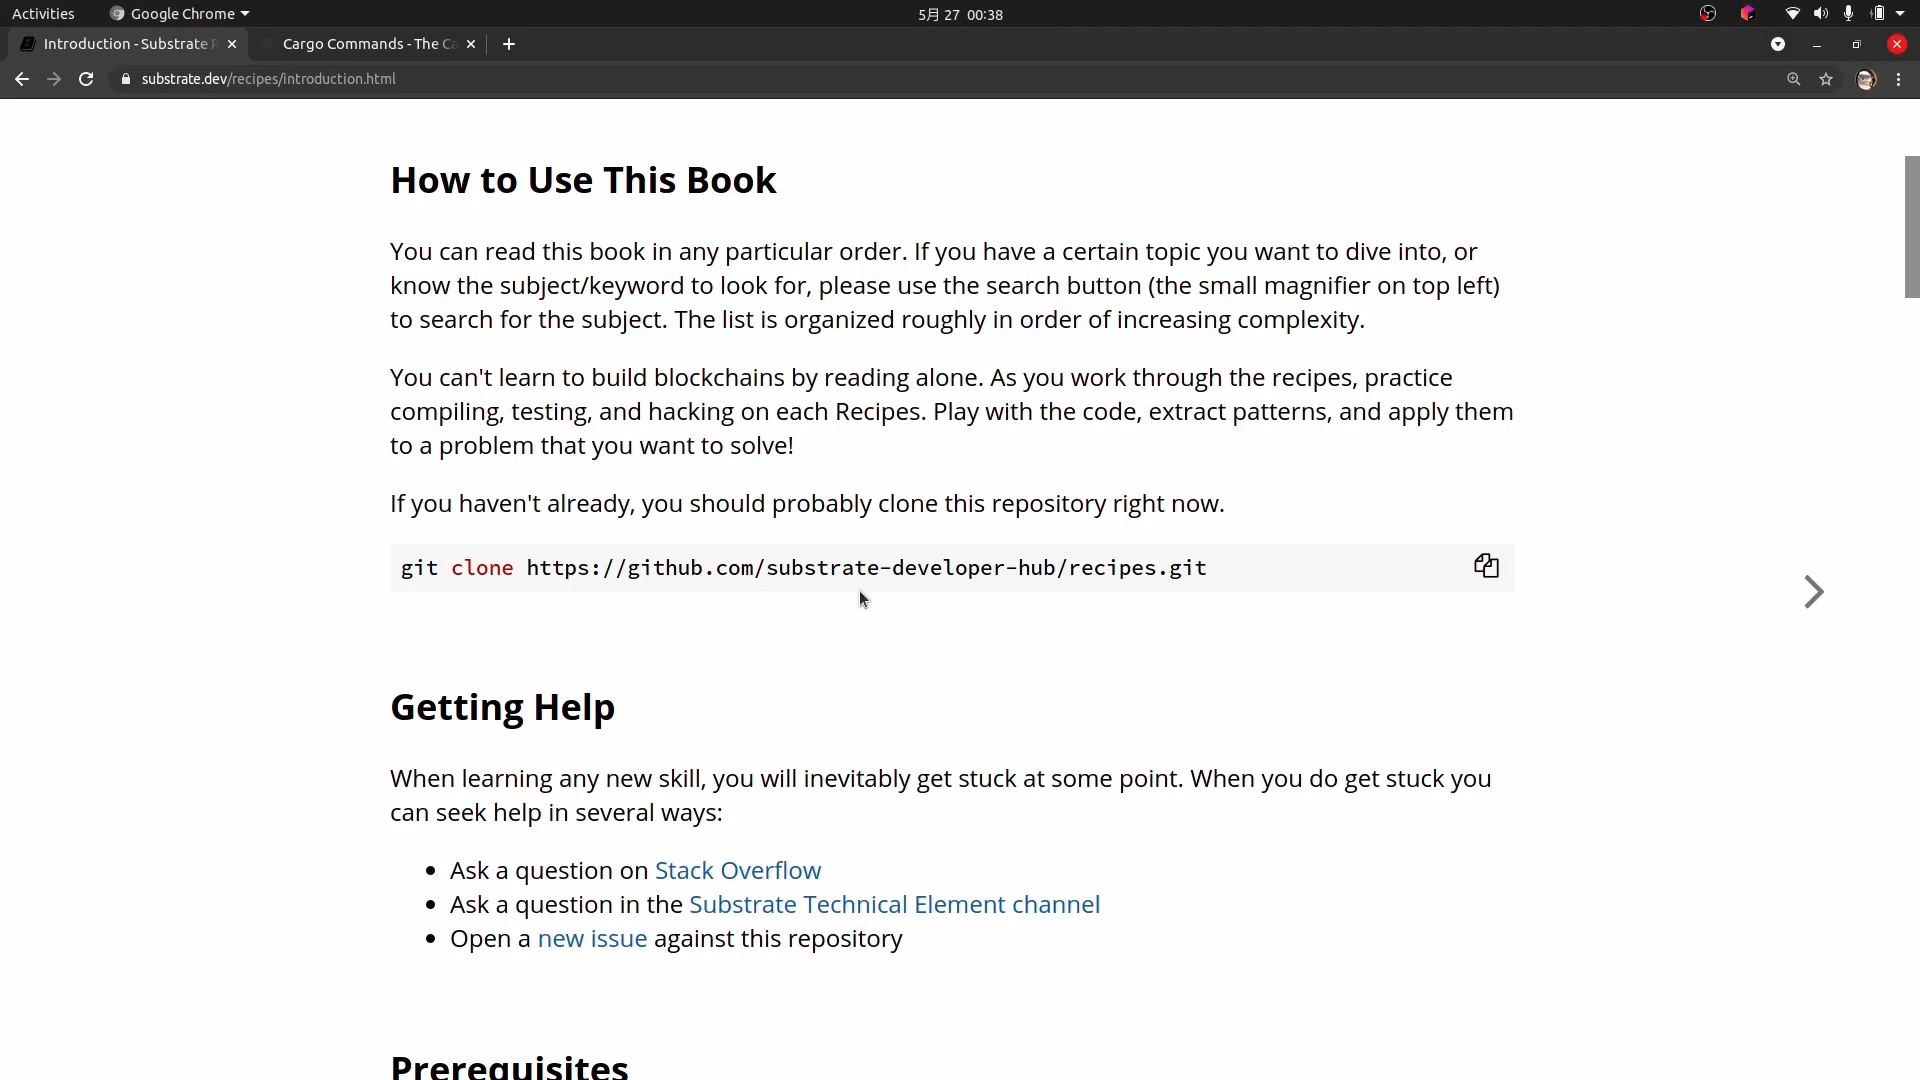 Activities Google Chrome 5月 27 00:38
Introduction - Substrate R Cargo Commands - The Ca
substrate.dev/recipes/introduction.html
How to Use This Book
You can read this book in any particular order. If you have a certain topic you want to dive into, or
know the subject/keyword to look for, please use the search button (the small magnifier on top left)
to search for the subject. The list is organized roughly in order of increasing complexity.
You can't learn to build blockchains by reading alone. As you work through the recipes, practice
compiling, testing, and hacking on each Recipes. Play with the code, extract patterns, and apply them
to a problem that you want to solve!
If you haven't already, you should probably clone this repository right now.
git clone https://github.com/substrate-developer-hub/recipes.git
Getting Help
When learning any new skill, you will inevitably get stuck at some point. When you do get stuck you
can seek help in several ways:
• Ask a question on Stack Overflow
• Ask a question in the Substrate Technical Element channel
• Open a new issue against this repository
Prerequisites